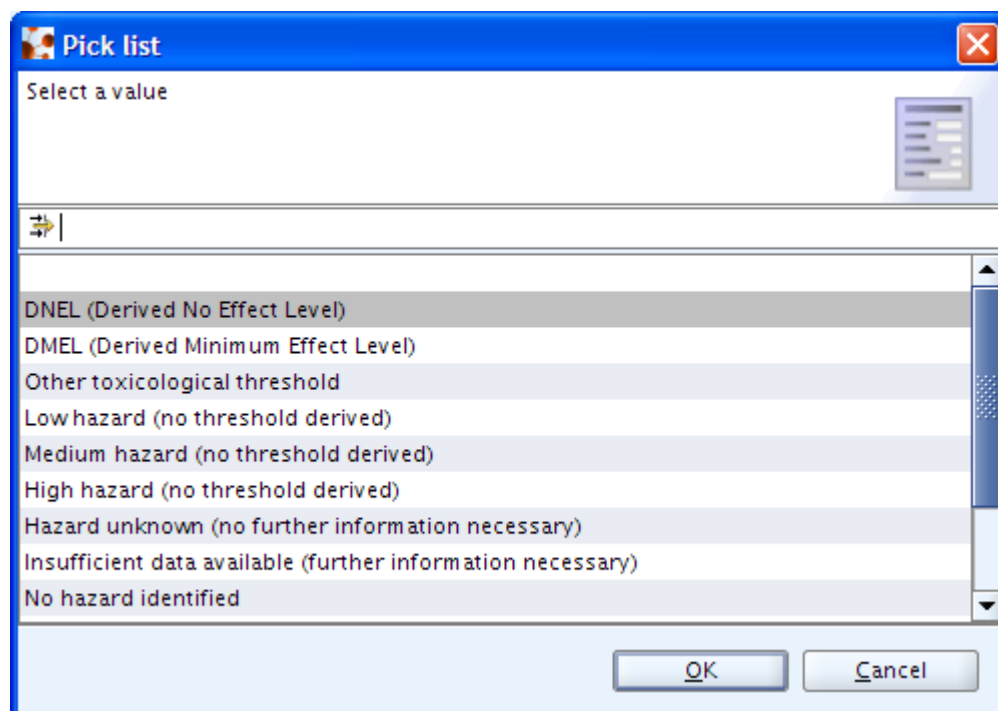 Pick list
Select a value
DNEL (Derived No Effect Level)
DMEL (Derived Minimum Effect Level)
Other toxicological threshold
Low hazard (no threshold derived)
Medium hazard (no threshold derived)
High hazard (no threshold derived)
Hazard unknown (no further information necessary)
Insufficient data available (further information necessary)
No hazard identified
OK
Cancel